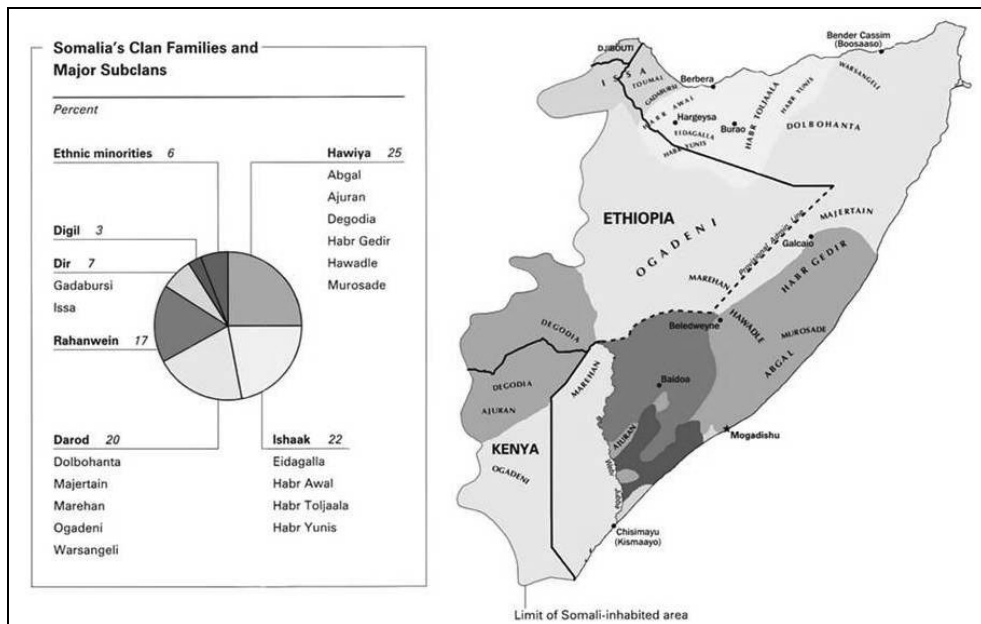 Somalia's Clan Families and
Major Subclans
Percent
Ethnic minorities 6
Digil 3
Dir 7
Gadabursi
Issa
Rahanwein 17
Hawiya 25
Abgal
Ajuran
Degodia
Habr Gedir
Hawadle
Murosade
Darod 20
Dolbohanta
Majertain
Marehan
Ogadeni
Warsangeli
Ishaak 22
Eidagalla
Habr Awal
Habr Toljaala
Habr Yunis
DJIBOUTI
ISSA
TOUMAL
GADABURSI
HABR AWAL
Berbera
Hargeysa
EIDAGALLA
HABR YUNIS
Burao
HABR TOLJAALA
HABR YUNIS
WARSANGELI
Bender Cassim
(Boosaaso)
DOLBOHANTA
ETHIOPIA
OGADENI
MAREHAN
Provisional Admin. Line
MAJERTAIN
Galcaio
HABR GEDIR
HAWADLE
Beledweyne
MUROSADE
ABGAL
DEGODIA
DEGODIA
AJURAN
MAREHAN
Baidoa
AJURAN
Mogadishu
KENYA
OGADENI
Chisimayu
(Kismaayo)
Limit of Somali-inhabited area